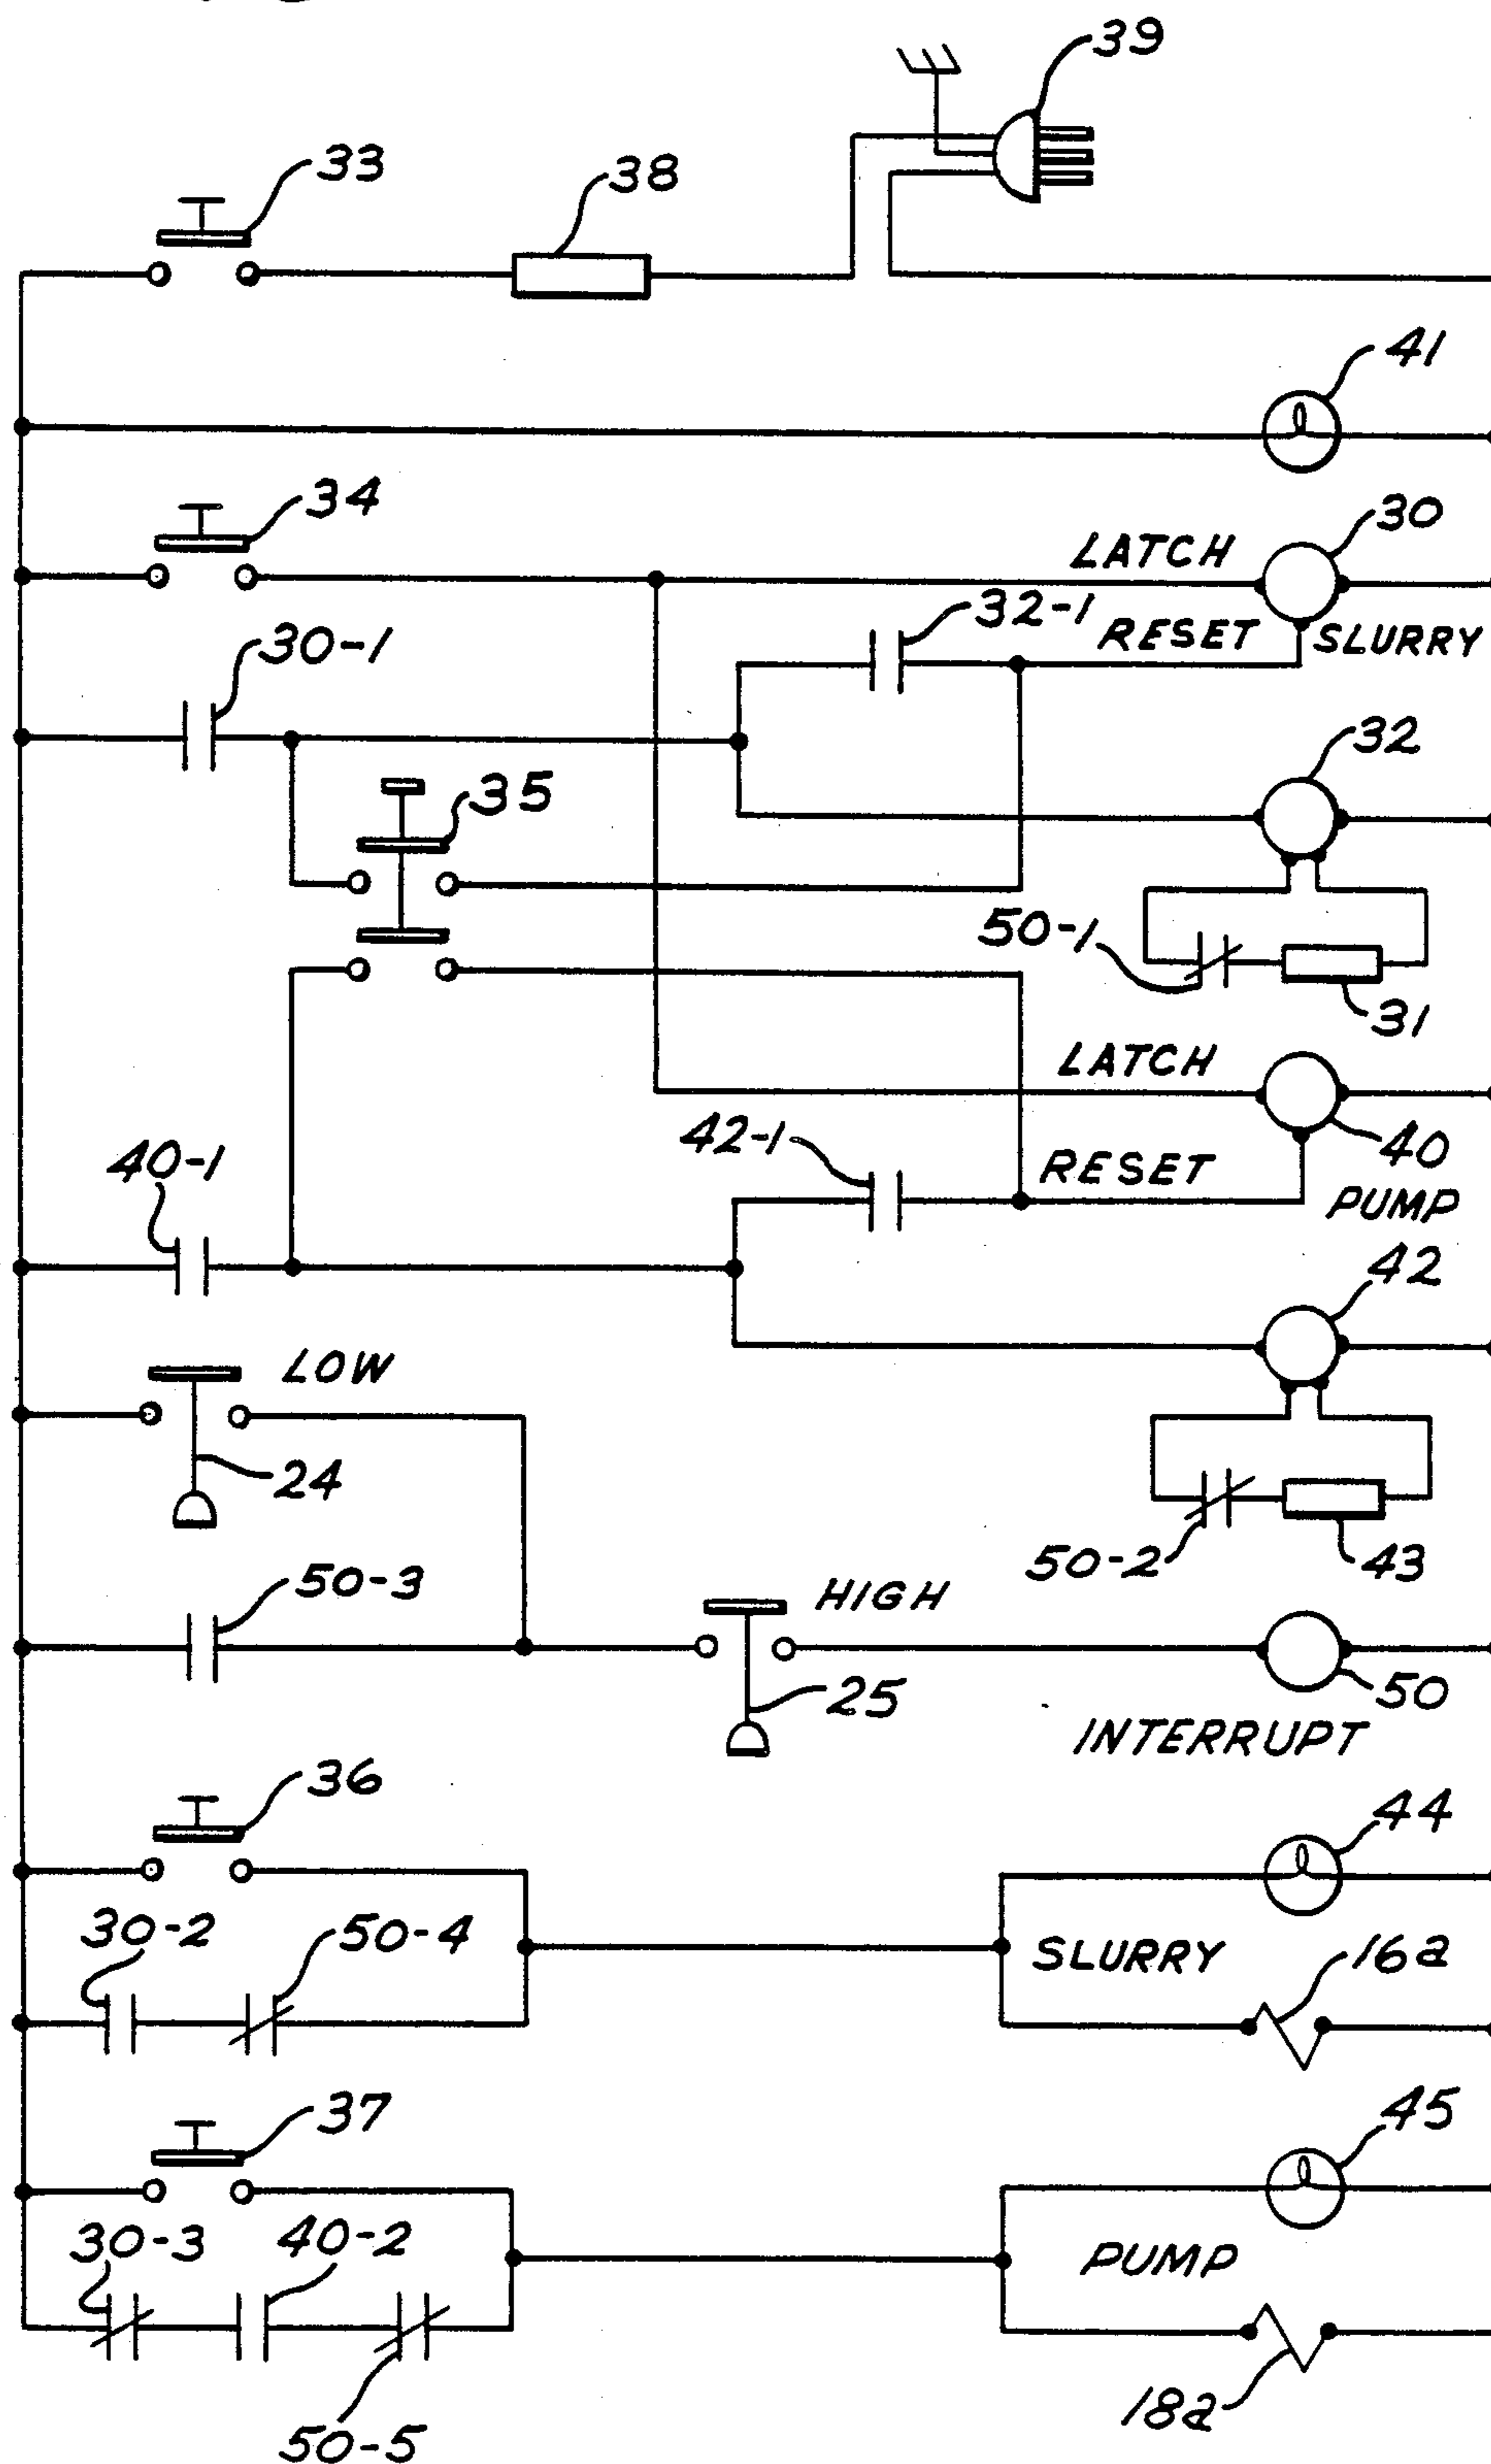 39
33
38
41
34
30
LATCH
32-1
RESET
SLURRY
30-1
32
35
50-1
31
LATCH
42-1
40
40-1
RESET
PUMP
42
LOW
24
50-2
43
50-3
HIGH
25
50
INTERRUPT
36
44
30-2
50-4
SLURRY
16a
37
45
30-3
40-2
PUMP
18a
50-5